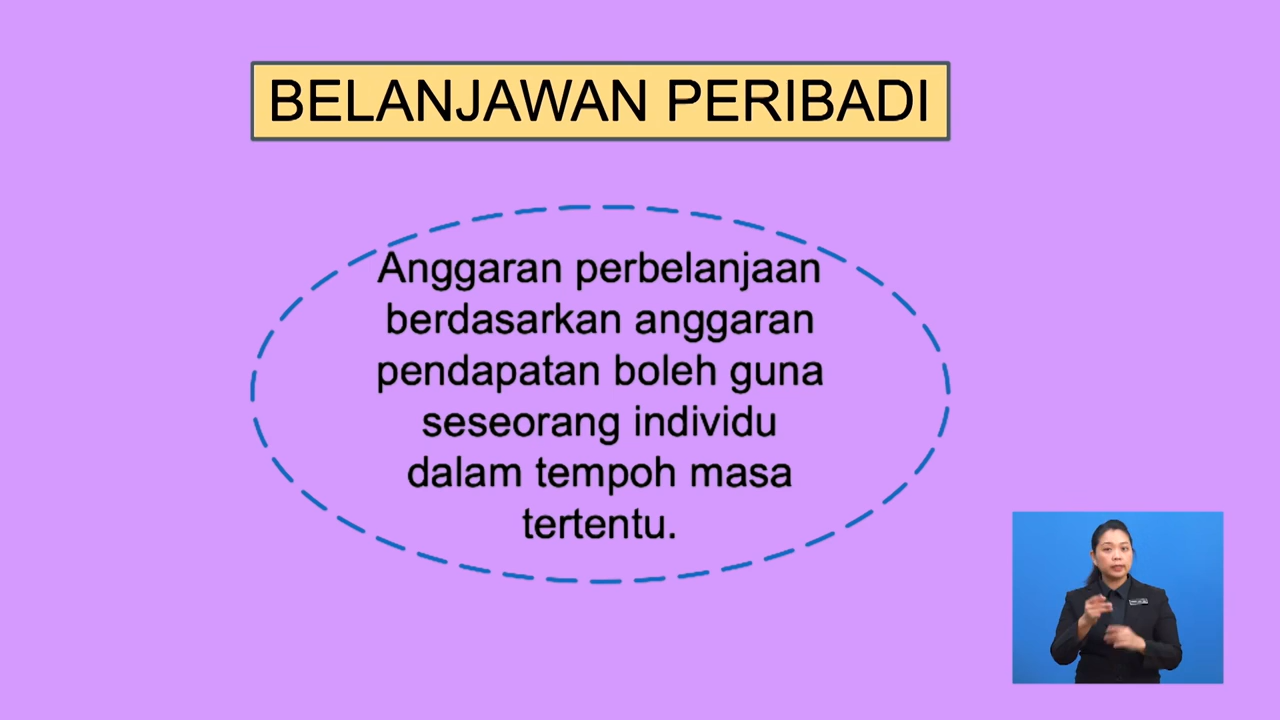 BELANJAWAN PERIBADI
Anggaran perbelanjaan
berdasarkan anggaran
pendapatan boleh guna
seseorang individu
dalam tempoh masa
tertentu.